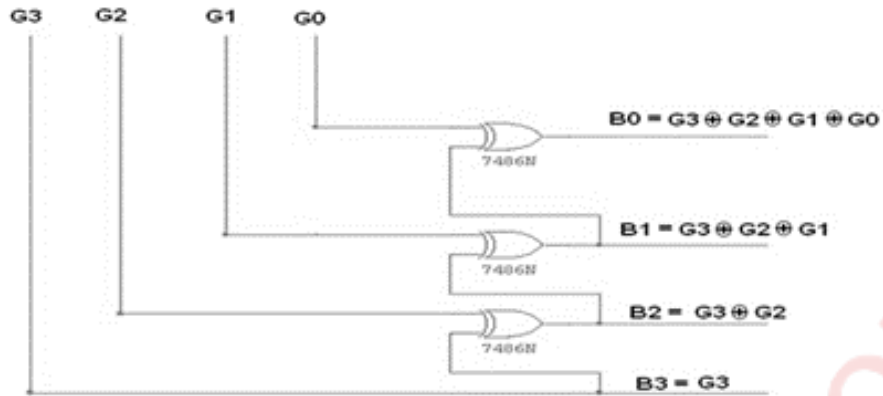 G3 G2 G1 G0
B0 = G3 ⊕ G2 ⊕ G1 ⊕ G0
7486N
B1 = G3 ⊕ G2 ⊕ G1
7486N
B2 = G3 ⊕ G2
7486N
B3 = G3